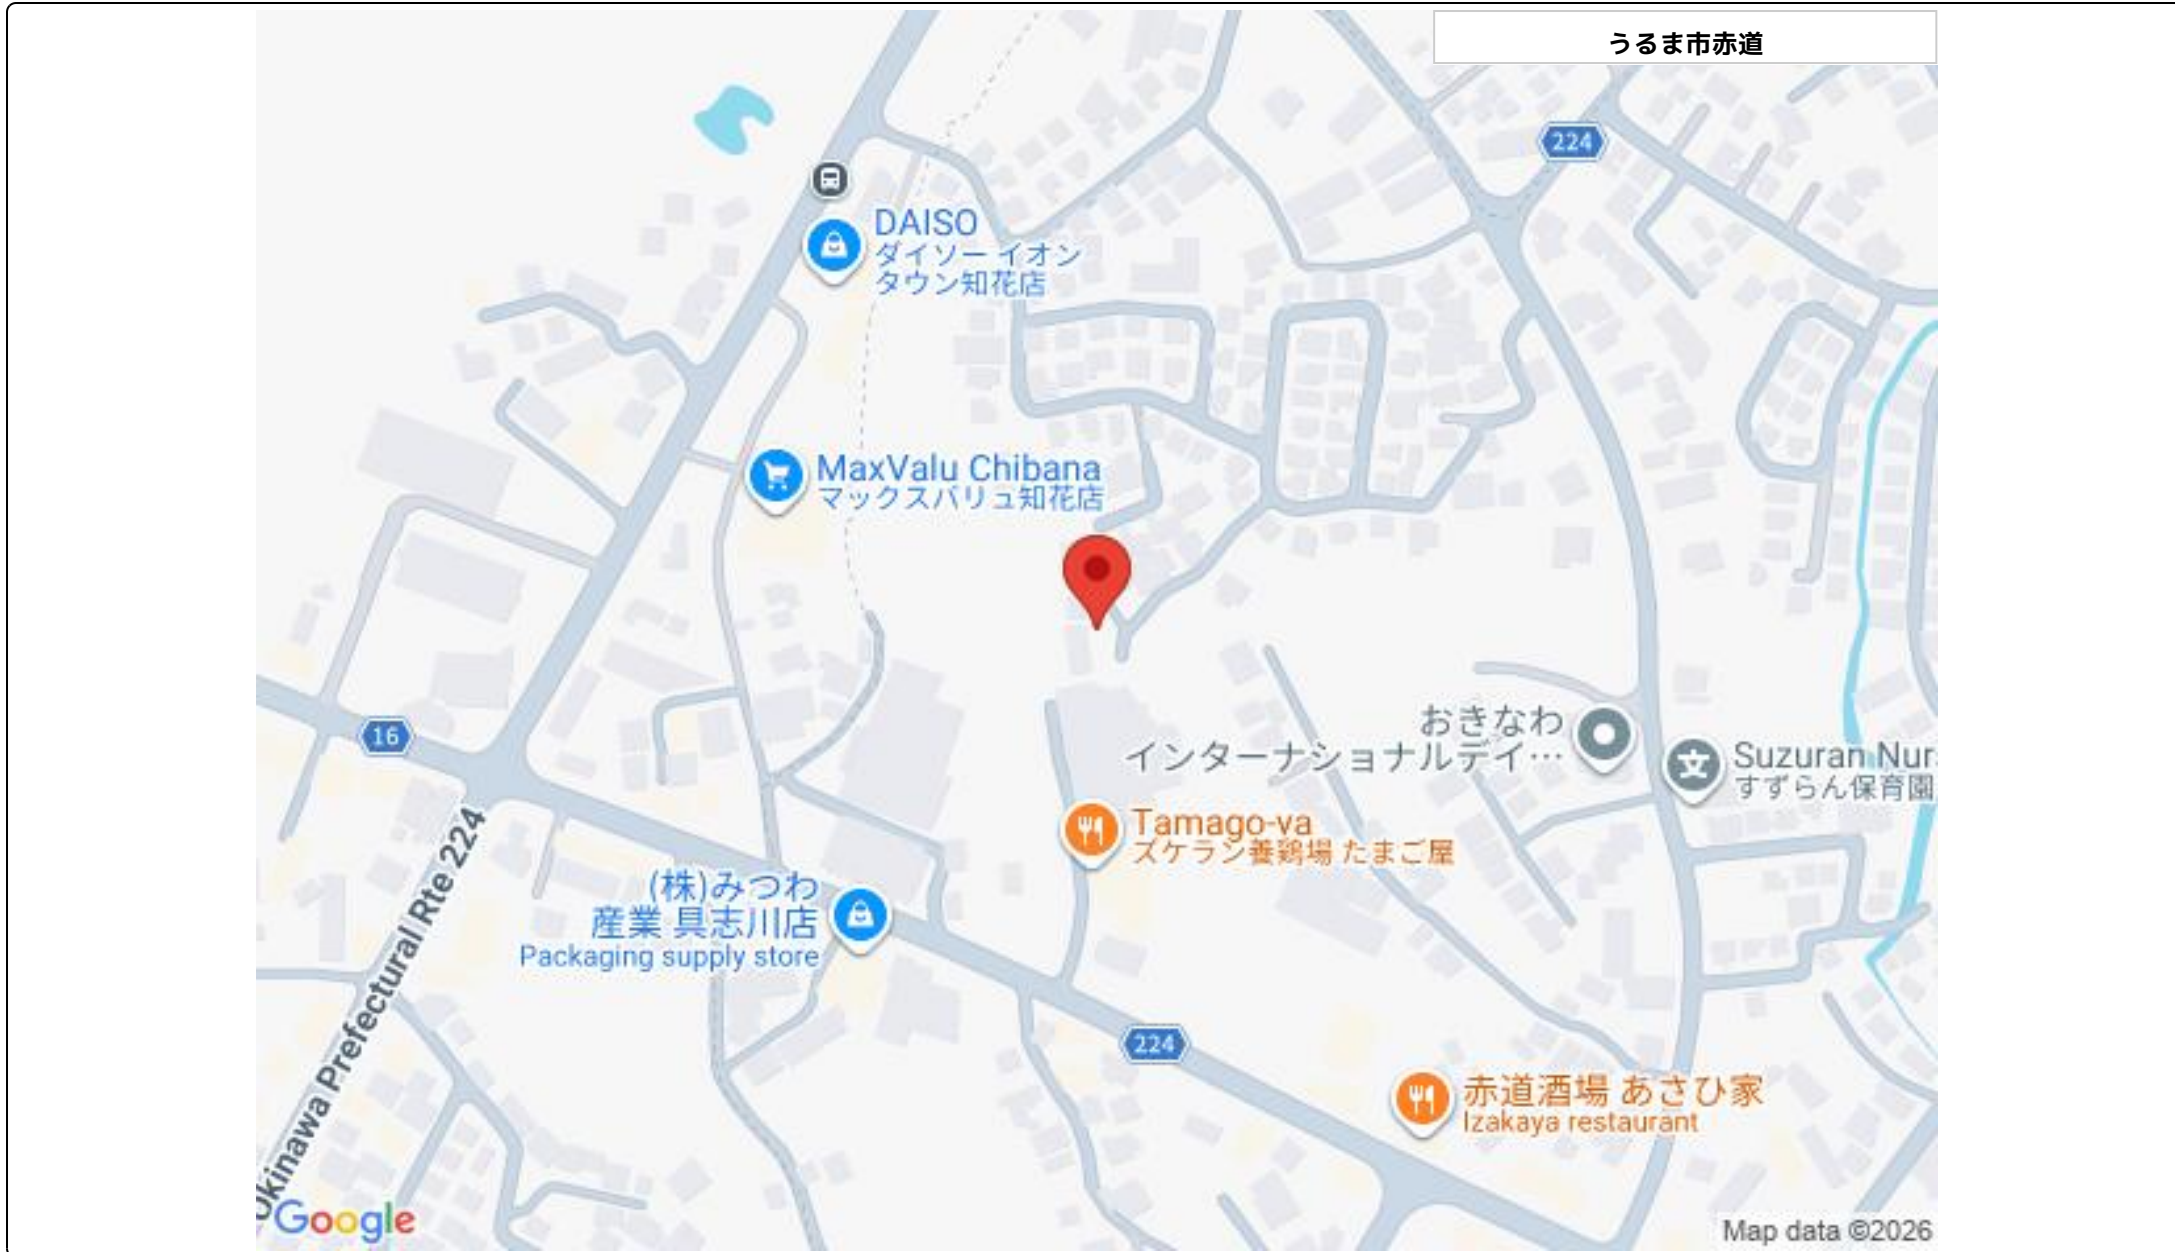 うるま市赤道
224
DAISO
ダイソー イオン
タウン知花店
MaxValu Chibana
マックスバリュ知花店
16
おきなわ
インターナショナルデイ…
Suzuran Nur
すずらん保育園
Tamago-ya
ズケラン養鶏場 たまご屋
(株)みつわ
産業 具志川店
Packaging supply store
Okinawa Prefectural Rte 224
224
赤道酒場 あさひ家
Izakaya restaurant
Google
Map data ©2026